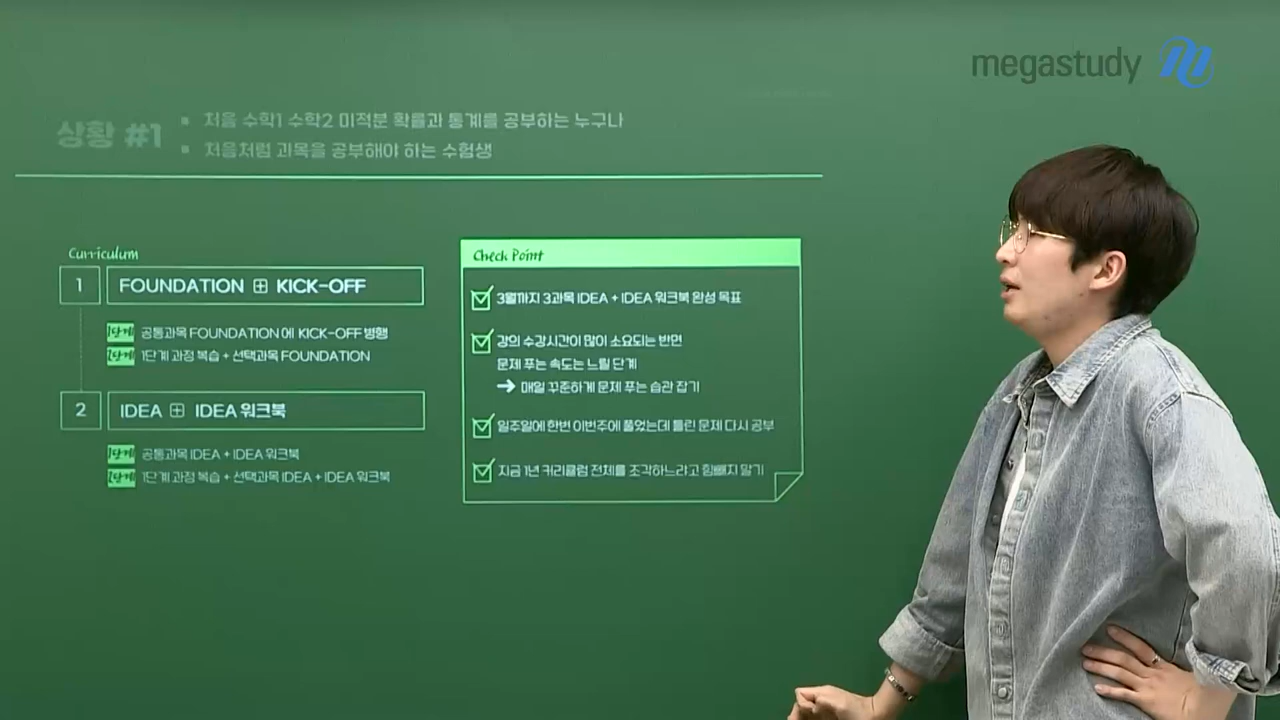 megastudy
상황 #1
▪ 처음 수학1 수학2 미적분 확률과 통계를 공부하는 누구나
▪ 처음처럼 과목을 공부해야 하는 수험생
Curriculum
1 FOUNDATION ⊞ KICK-OFF
1단계 공통과목 FOUNDATION에 KICK-OFF 병행
2단계 1단계 과정 복습 + 선택과목 FOUNDATION
2 IDEA ⊞ IDEA 워크북
1단계 공통과목 IDEA + IDEA 워크북
2단계 1단계 과정 복습 + 선택과목 IDEA + IDEA 워크북
Check Point
3월까지 3과목 IDEA + IDEA 워크북 완성 목표
강의 수강시간이 많이 소요되는 반면
문제 푸는 속도는 느릴 단계
→ 매일 꾸준하게 문제 푸는 습관 잡기
일주일에 한번 이번주에 풀었는데 틀린 문제 다시 공부
지금 1년 커리큘럼 전체를 조각하느라고 힘빼지 말기